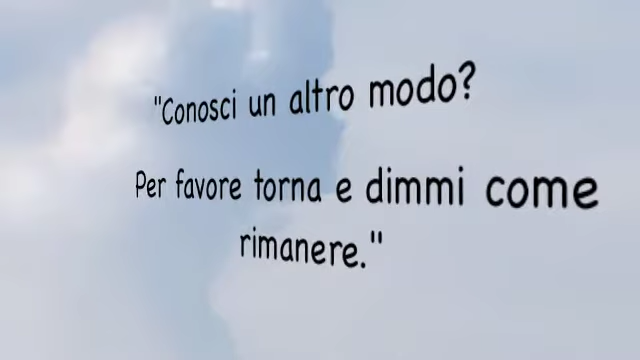 "Conosci un altro modo?
Per favore torna e dimmi come
rimanere."